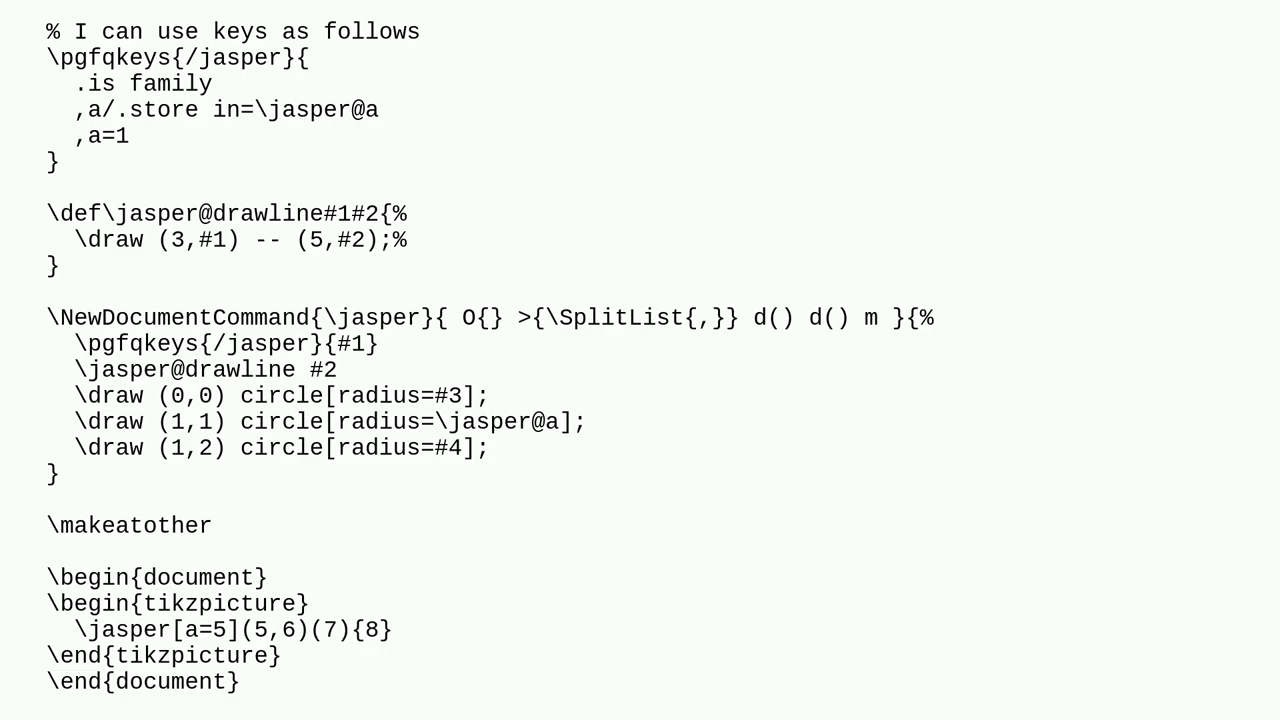 % I can use keys as follows
\pgfqkeys{/jasper}{
  .is family
  ,a/.store in=\jasper@a
  ,a=1
}

\def\jasper@drawline#1#2{%
  \draw (3,#1) -- (5,#2);%
}

\NewDocumentCommand{\jasper}{ O{} >{\SplitList{,}} d() d() m }{%
  \pgfqkeys{/jasper}{#1}
  \jasper@drawline #2
  \draw (0,0) circle[radius=#3];
  \draw (1,1) circle[radius=\jasper@a];
  \draw (1,2) circle[radius=#4];
}

\makeatother

\begin{document}
\begin{tikzpicture}
  \jasper[a=5](5,6)(7){8}
\end{tikzpicture}
\end{document}